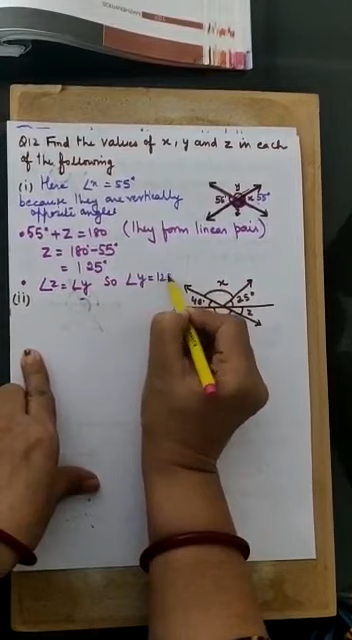 Q12 Find the values of x, y and z in each
of the following
(i) Here ∠x = 55°
because they are vertically
opposite angles
55° x 55°
• 55° + z = 180 (They form linear pair)
z = 180° - 55°
= 125°
• ∠z = ∠y So ∠y = 12
(ii)
x
40° 25°
z